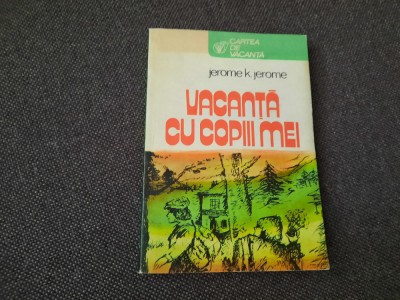 CARTEA
DE
VACANȚĂ
jerome k. jerome
VACANȚĂ
CU COPIII MEI